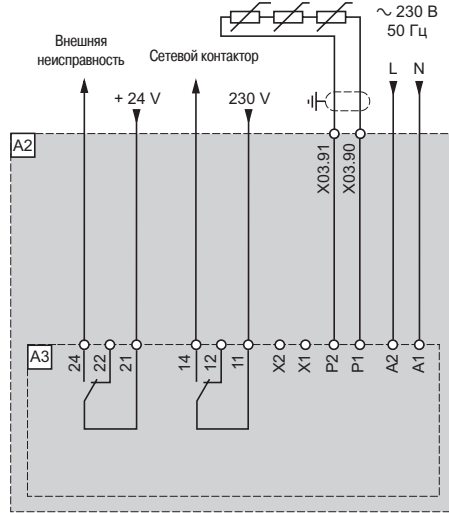 ∼ 230 В
50 Гц
Внешняя
неисправность
Сетевой контактор
L
N
+ 24 V
230 V
A2
X03.91
X03.90
A3
24
22
21
14
12
11
X2
X1
P2
P1
A2
A1